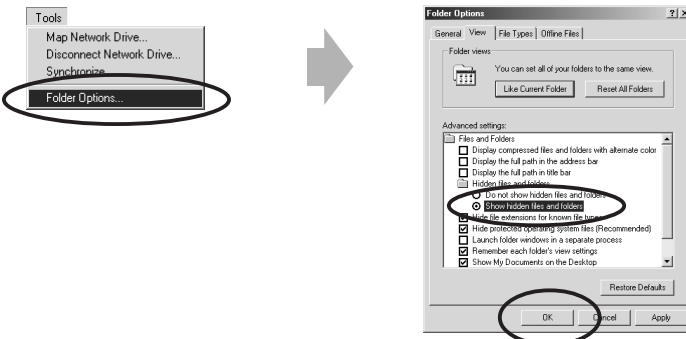 Tools
Map Network Drive...
Disconnect Network Drive...
Synchronize...
Folder Options...
Folder Options
General View File Types Offline Files
Folder views
You can set all of your folders to the same view.
Like Current Folder Reset All Folders
Advanced settings:
Files and Folders
Display compressed files and folders with alternate color
Display the full path in the address bar
Display the full path in title bar
Hidden files and folders
Do not show hidden files and folders
Show hidden files and folders
Hide file extensions for known file types
Hide protected operating system files (Recommended)
Launch folder windows in a separate process
Remember each folder's view settings
Show My Documents on the Desktop
Restore Defaults
OK Cancel Apply